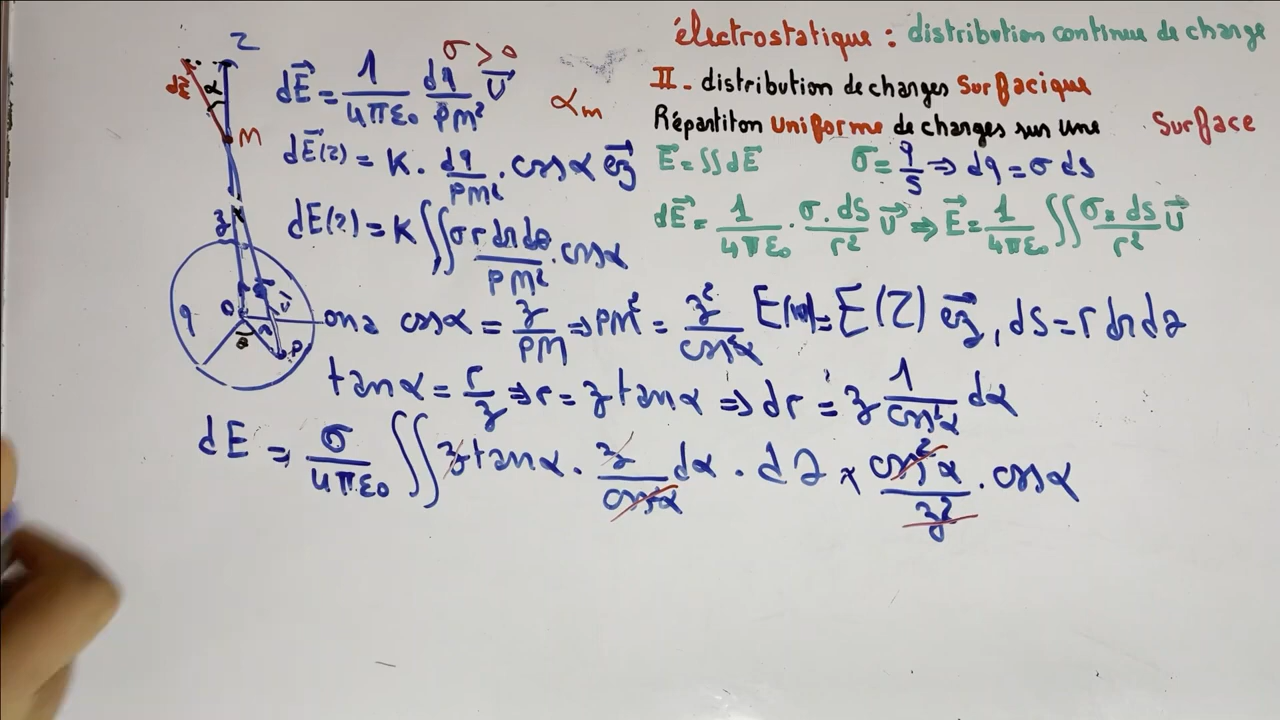 électrostatique : distribution continue de charge
II - distribution de charges Surfacique
Répartiton Uniforme de charges sur une Surface
E⃗ = ∬ dE⃗   σ = q/S ⇒ dq = σ ds
dE⃗ = 1/4πε₀ . σ. ds/r² U⃗ ⇒ E⃗ = 1/4πε₀ ∬ σ × ds/r² U⃗
σ > 0
dE⃗ = 1/4πε₀ dq/PM² U⃗
αm
dE⃗(z) = K . dq/PM² . cos α e⃗z
dE(z) = K ∬ σ r dr dθ/PM² . cos α
on a cos α = z/PM ⇒ PM² = z²/cos²α   E(M) = E(Z) e⃗z, ds = r dr dθ
tan α = r/z ⇒ r = z tan α ⇒ dr = z 1/cos²α dα
dE = σ/4πε₀ ∬ z tan α . z/cos²α dα . dθ × cos²α/z² . cos α
Z
dE⃗
α
M
z
q
O
U⃗
r
θ
P